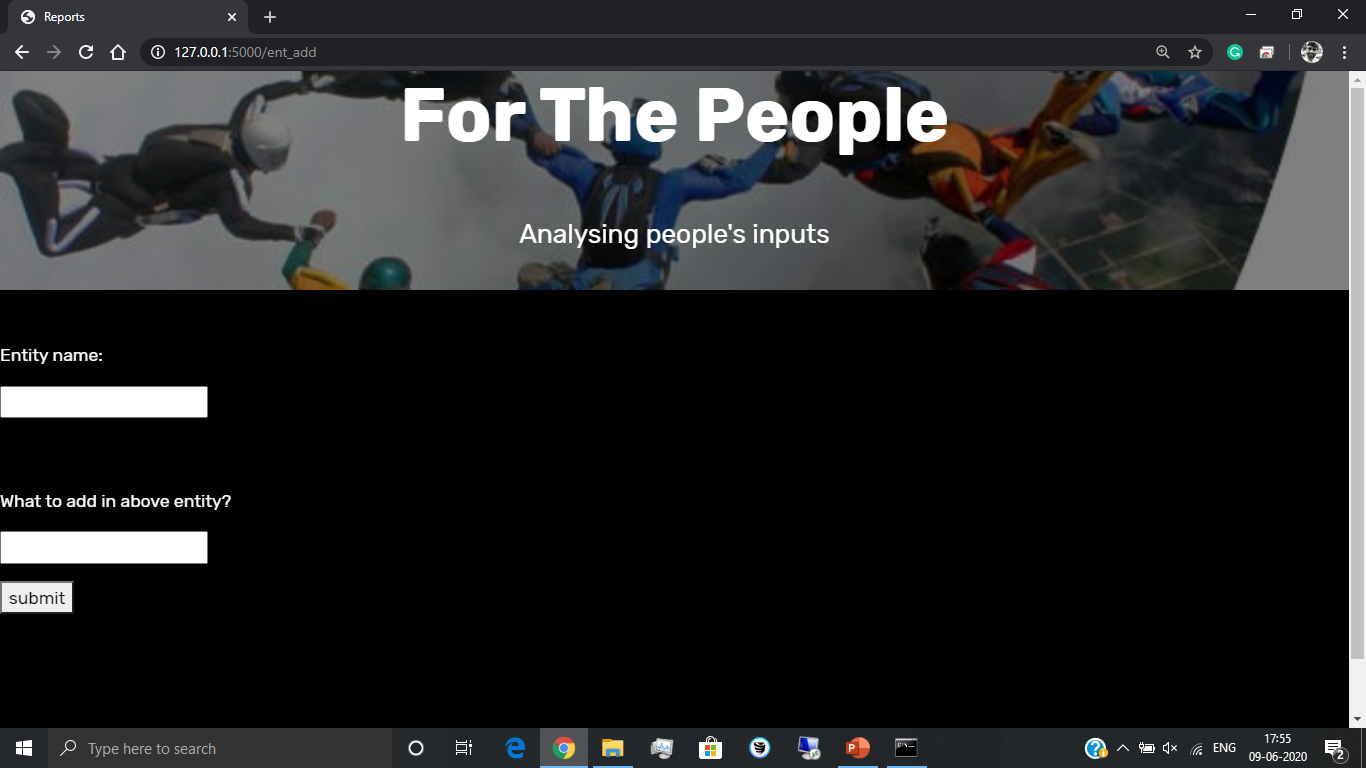 Reports
127.0.0.1:5000/ent_add
For The People
Analysing people's inputs
Entity name:
What to add in above entity?
submit
Type here to search
ENG
17:55
09-06-2020
2